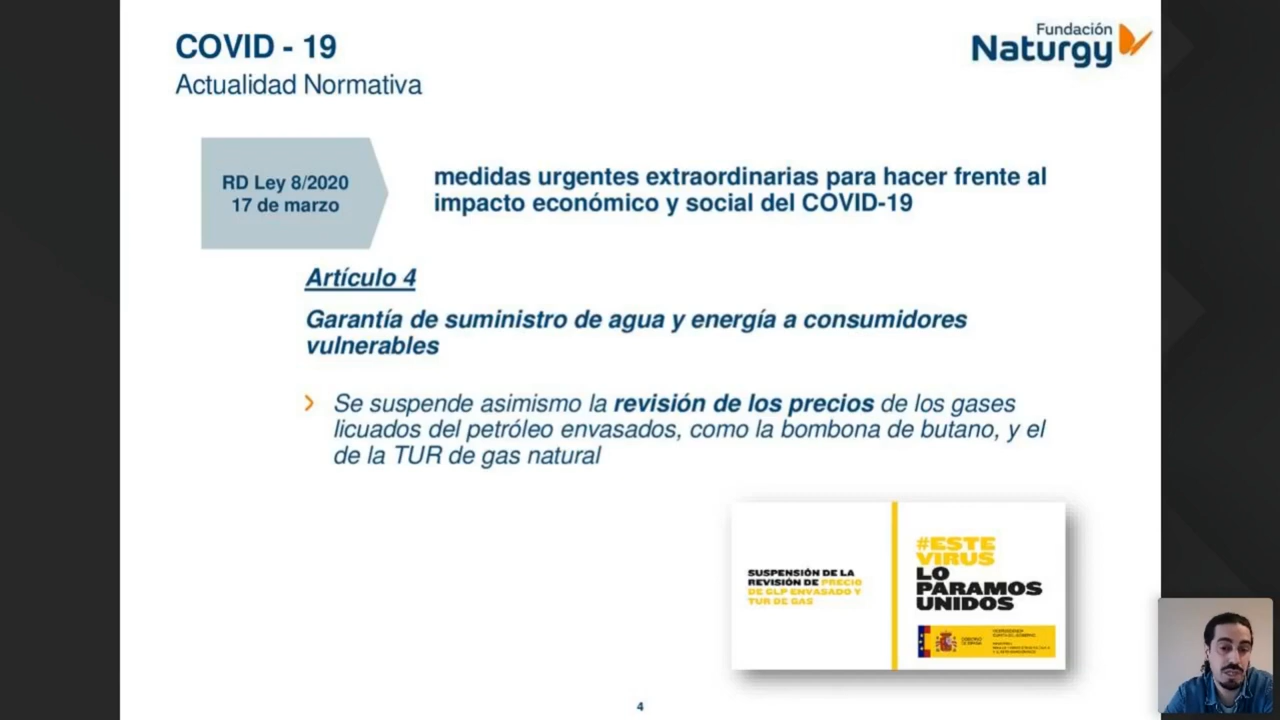 COVID - 19
Actualidad Normativa
Fundación
Naturgy
RD Ley 8/2020
17 de marzo
medidas urgentes extraordinarias para hacer frente al
impacto económico y social del COVID-19
Artículo 4
Garantía de suministro de agua y energía a consumidores
vulnerables
Se suspende asimismo la revisión de los precios de los gases
licuados del petróleo envasados, como la bombona de butano, y el
de la TUR de gas natural
SUSPENSIÓN DE LA
REVISIÓN DE PRECIO
DE GLP ENVASADO Y
TUR DE GAS
#ESTE
VIRUS
LO
PARAMOS
UNIDOS
GOBIERNO
DE ESPAÑA
4